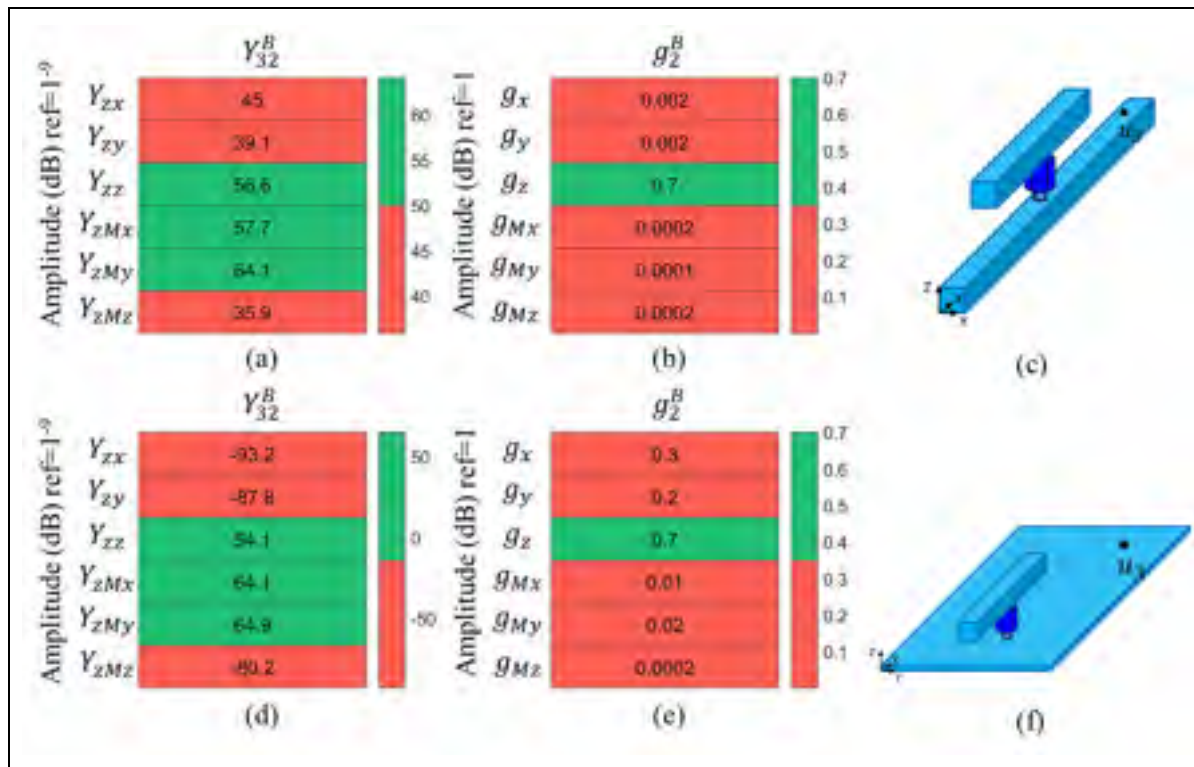 Y₃₂ᴮ
g₂ᴮ
Amplitude (dB) ref=1⁻⁹
Y_zx 45
Y_zy 39.1
Y_zz 56.6
Y_zMx 57.7
Y_zMy 64.1
Y_zMz 35.9
60
55
50
45
40
Amplitude (dB) ref=1
g_x 0.002
g_y 0.002
g_z 0.7
g_Mx 0.0002
g_My 0.0001
g_Mz 0.0002
0.7
0.6
0.5
0.4
0.3
0.2
0.1
z
x
(a)
(b)
(c)
Y₃₂ᴮ
g₂ᴮ
Amplitude (dB) ref=1⁻⁹
Y_zx -93.2
Y_zy -87.8
Y_zz 54.1
Y_zMx 64.1
Y_zMy 64.9
Y_zMz -80.2
50
0
-50
Amplitude (dB) ref=1
g_x 0.3
g_y 0.2
g_z 0.7
g_Mx 0.01
g_My 0.02
g_Mz 0.0002
0.7
0.6
0.5
0.4
0.3
0.2
0.1
(d)
(e)
(f)